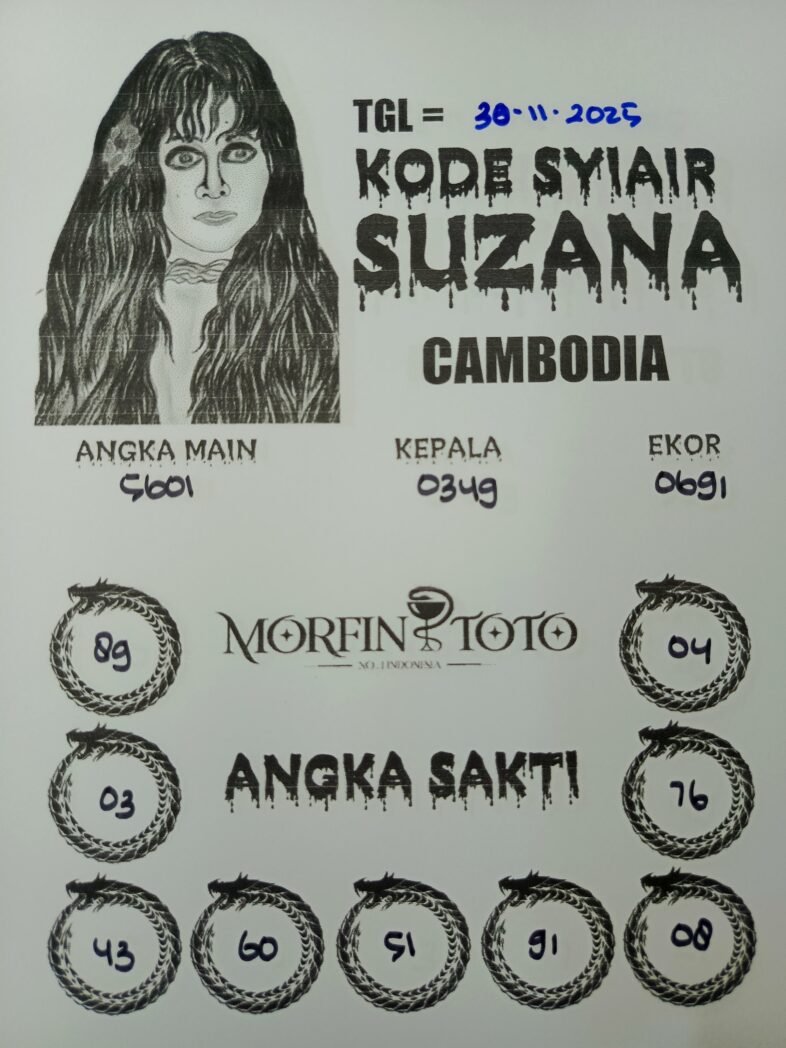 TGL = 30-11-2025
KODE SYIAIR
SUZANA
CAMBODIA
ANGKA MAIN KEPALA EKOR
5601 0349 0691
89 MORFIN TOTO 04
NO.1 INDONESIA
03 ANGKA SAKTI 76
43 60 51 91 08